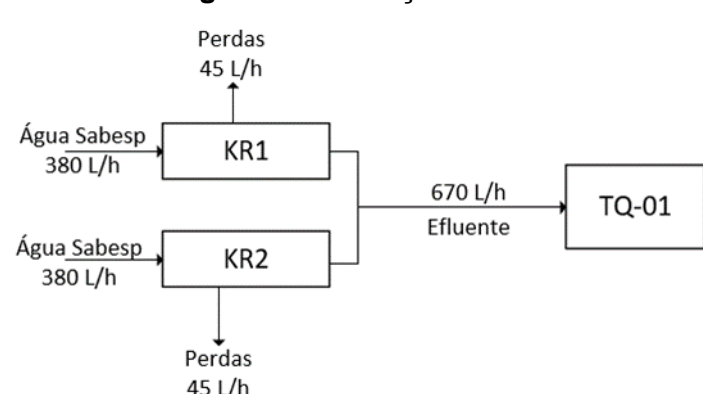 Perdas
45 L/h
Água Sabesp
380 L/h
KR1
670 L/h
Efluente
TQ-01
Água Sabesp
380 L/h
KR2
Perdas
45 L/h